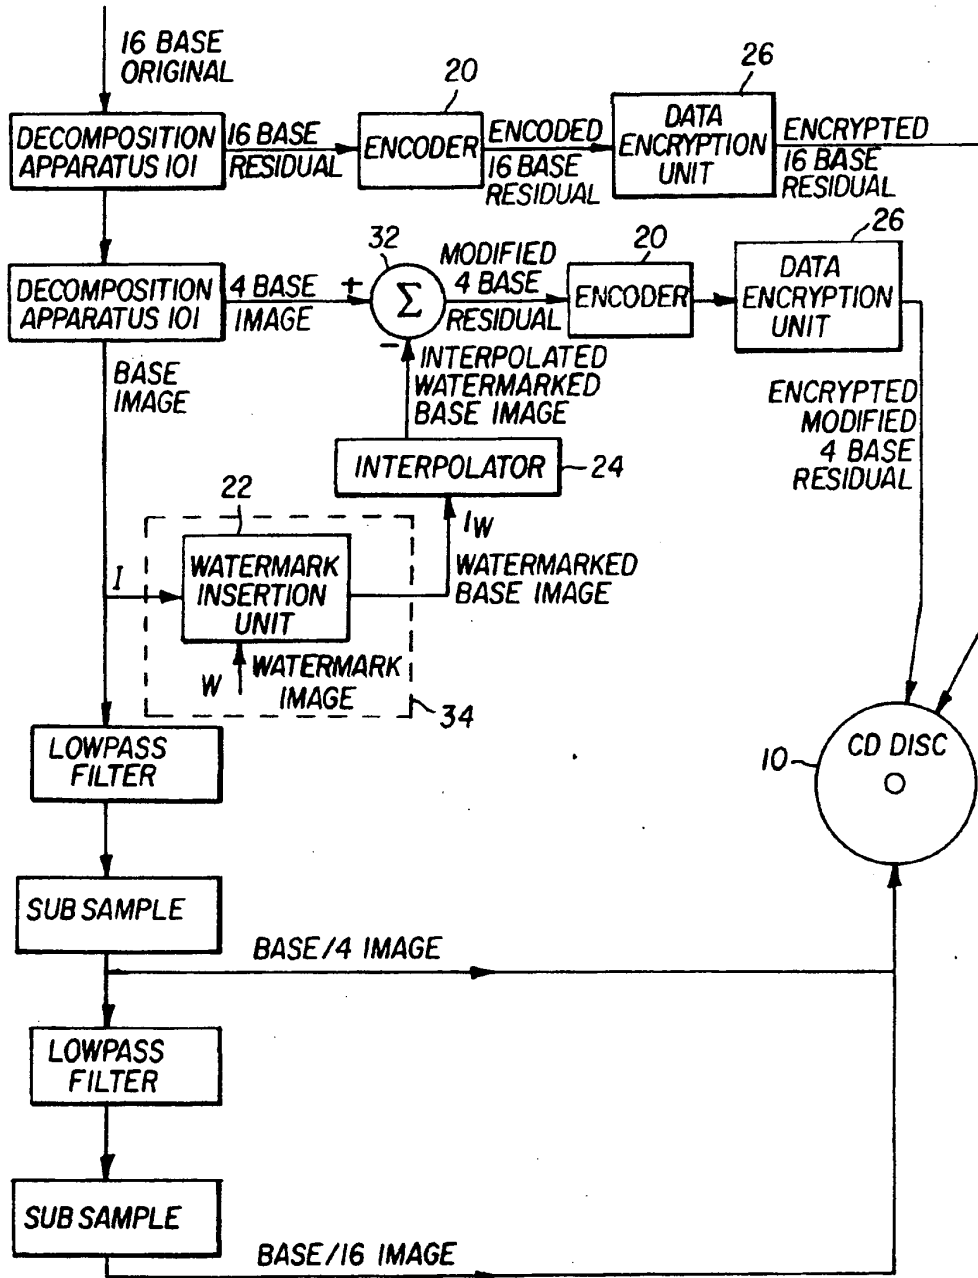 16 BASE
ORIGINAL
DECOMPOSITION
APPARATUS 101
16 BASE
RESIDUAL
20
ENCODER
ENCODED
16 BASE
RESIDUAL
26
DATA
ENCRYPTION
UNIT
ENCRYPTED
16 BASE
RESIDUAL
DECOMPOSITION
APPARATUS 101
4 BASE
IMAGE
+
32
Σ
-
MODIFIED
4 BASE
RESIDUAL
20
ENCODER
26
DATA
ENCRYPTION
UNIT
BASE
IMAGE
INTERPOLATED
WATERMARKED
BASE IMAGE
ENCRYPTED
MODIFIED
4 BASE
RESIDUAL
INTERPOLATOR
24
22
IW
WATERMARKED
BASE IMAGE
I
WATERMARK
INSERTION
UNIT
W
WATERMARK
IMAGE
34
LOWPASS
FILTER
10
CD DISC
SUB SAMPLE
BASE/4 IMAGE
LOWPASS
FILTER
SUB SAMPLE
BASE/16 IMAGE